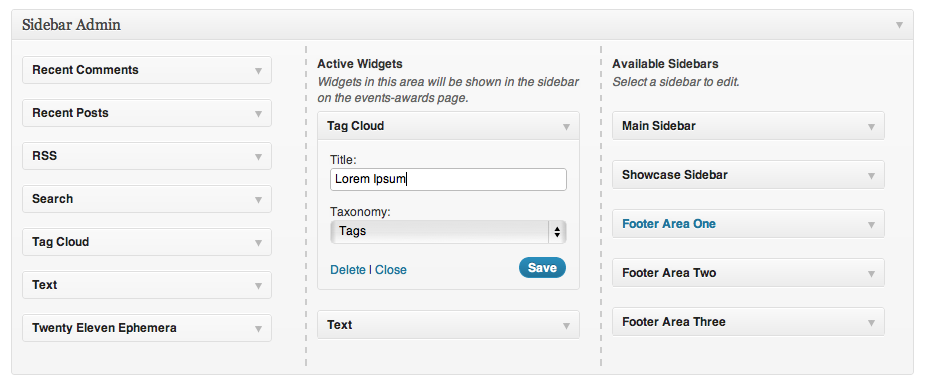 Sidebar Admin
Recent Comments
Recent Posts
RSS
Search
Tag Cloud
Text
Twenty Eleven Ephemera
Active Widgets
Widgets in this area will be shown in the sidebar
on the events-awards page.
Tag Cloud
Title:
Lorem Ipsum
Taxonomy:
Tags
Delete | Close
Save
Text
Available Sidebars
Select a sidebar to edit.
Main Sidebar
Showcase Sidebar
Footer Area One
Footer Area Two
Footer Area Three